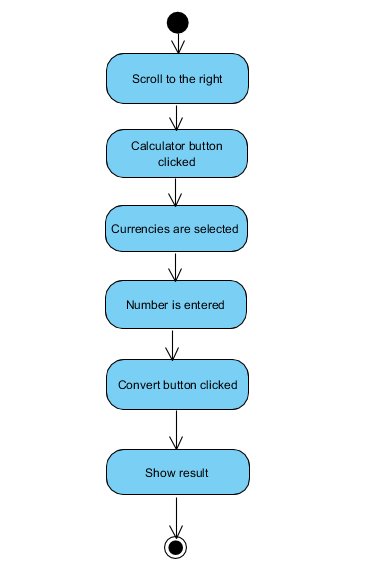 Scroll to the right
Calculator button
clicked
Currencies are selected
Number is entered
Convert button clicked
Show result